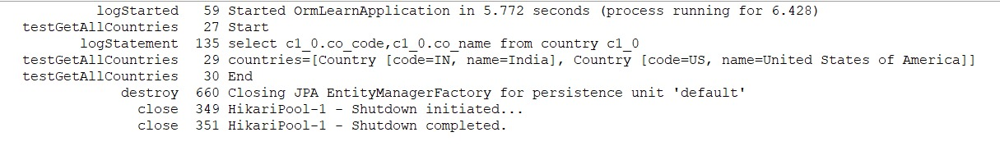 logStarted 59 Started OrmLearnApplication in 5.772 seconds (process running for 6.428)
testGetAllCountries 27 Start
logStatement 135 select c1_0.co_code,c1_0.co_name from country c1_0
testGetAllCountries 29 countries=[Country [code=IN, name=India], Country [code=US, name=United States of America]]
testGetAllCountries 30 End
destroy 660 Closing JPA EntityManagerFactory for persistence unit 'default'
close 349 HikariPool-1 - Shutdown initiated...
close 351 HikariPool-1 - Shutdown completed.